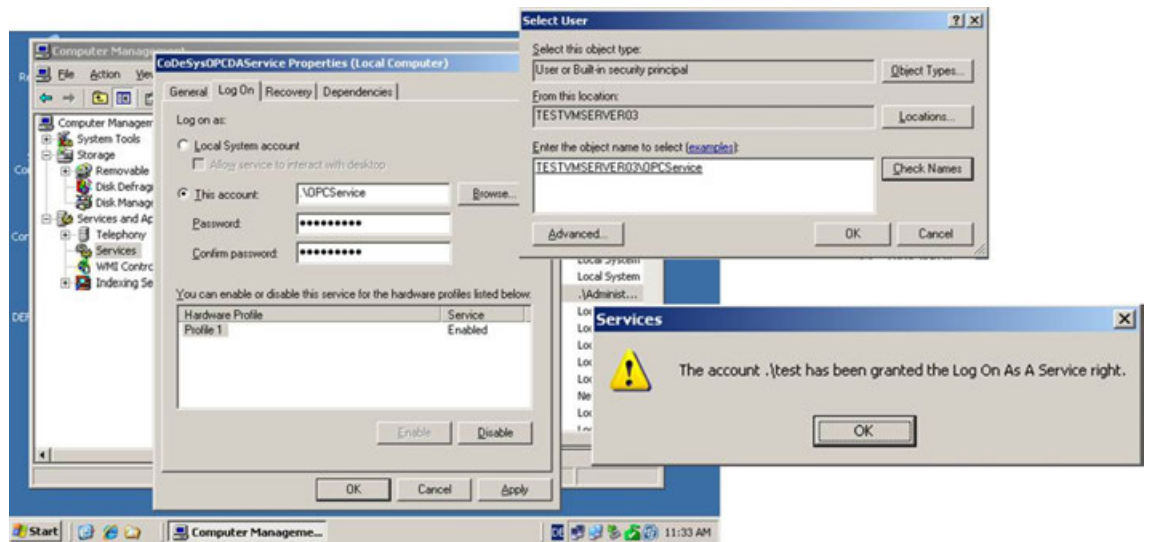 Computer Manage
File Action Vie
Computer Managem
System Tools
Storage
Removable
Disk Defrag
Disk Manage
Services and Ap
Telephony
Services
WMI Contro
Indexing Se
CoDeSysOPCDAService Properties (Local Computer)
General Log On Recovery Dependencies
Log on as:
Local System account
Allow service to interact with desktop
This account: .\OPCService Browse...
Password: •••••••••
Confirm password: •••••••••
You can enable or disable this service for the hardware profiles listed below:
Hardware Profile Service
Profile 1 Enabled
Enable Disable
OK Cancel Apply
Select User
Select this object type:
User or Built-in security principal Object Types...
From this location:
TESTVMSERVER03 Locations...
Enter the object name to select (examples):
TESTVMSERVER03\OPCService Check Names
Advanced... OK Cancel
Local System
Local System
.\Administ...
Services
The account .\test has been granted the Log On As A Service right.
OK
Start Computer Manageme... 11:33 AM